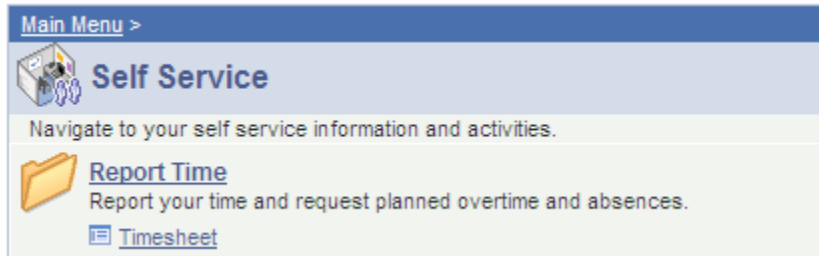 Main Menu >
Self Service
Navigate to your self service information and activities.
Report Time
Report your time and request planned overtime and absences.
Timesheet